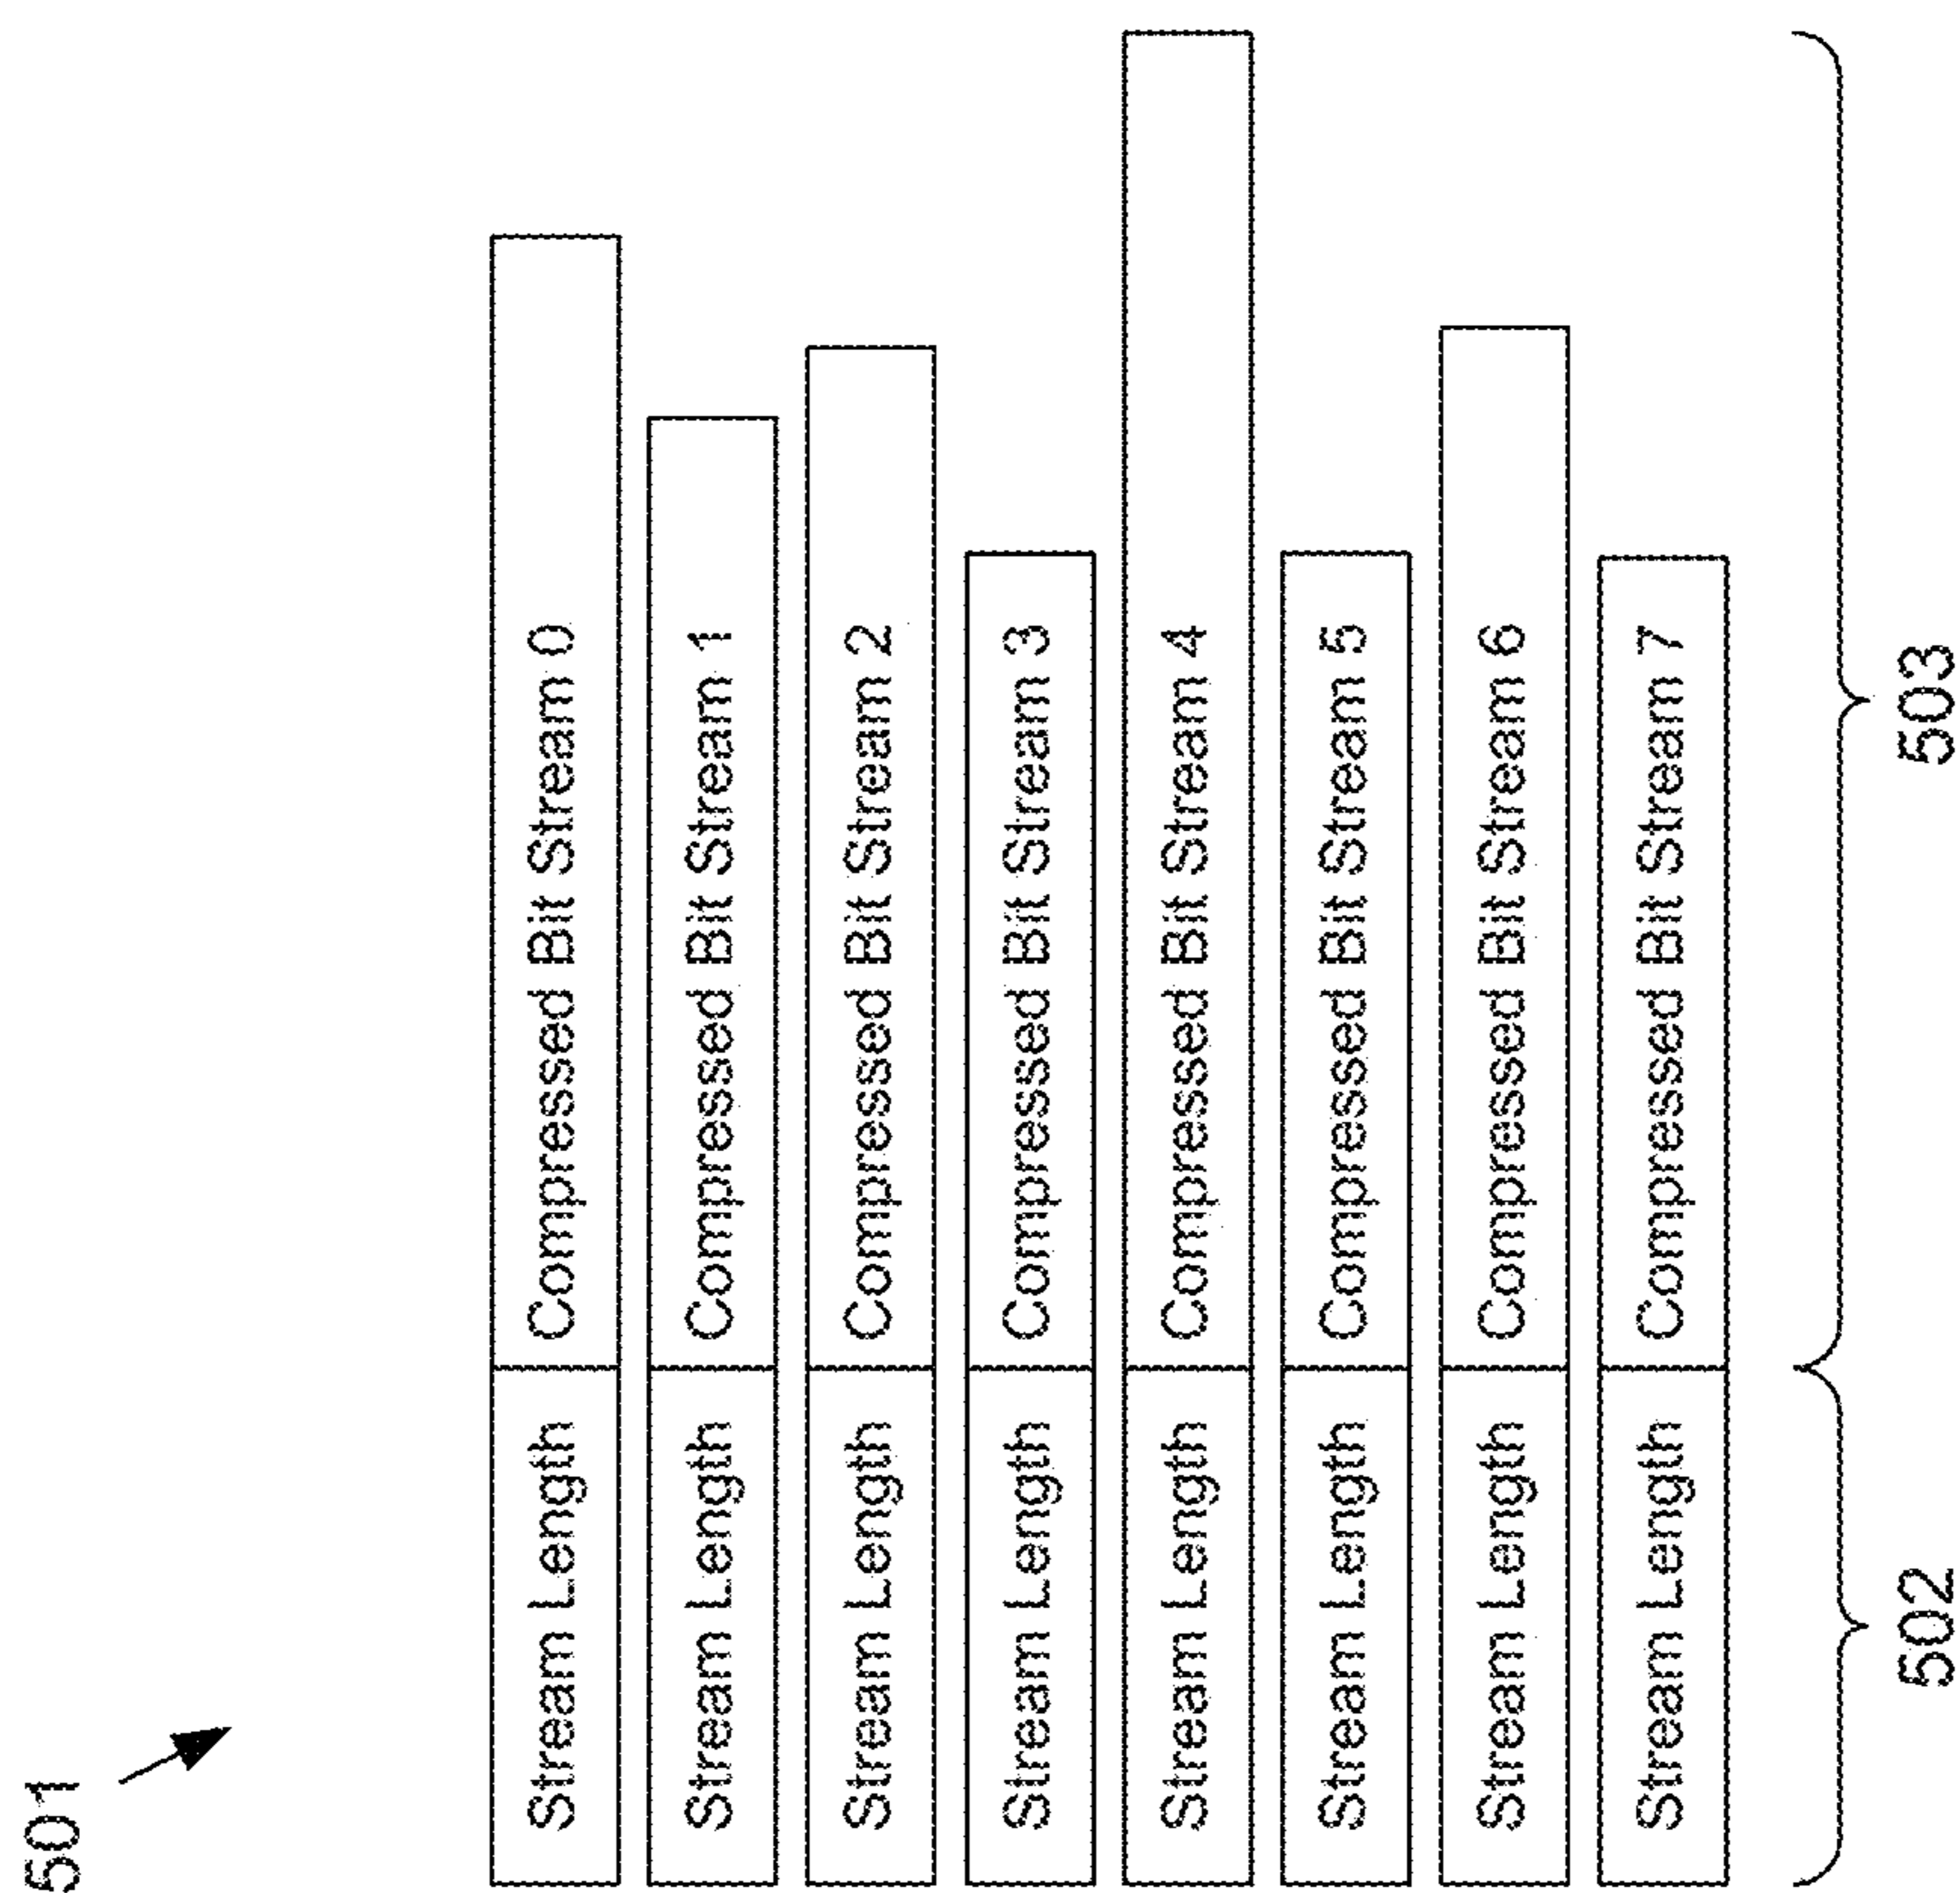 501
Stream Length Compressed Bit Stream 0
Stream Length Compressed Bit Stream 1
Stream Length Compressed Bit Stream 2
Stream Length Compressed Bit Stream 3
Stream Length Compressed Bit Stream 4
Stream Length Compressed Bit Stream 5
Stream Length Compressed Bit Stream 6
Stream Length Compressed Bit Stream 7
502 503